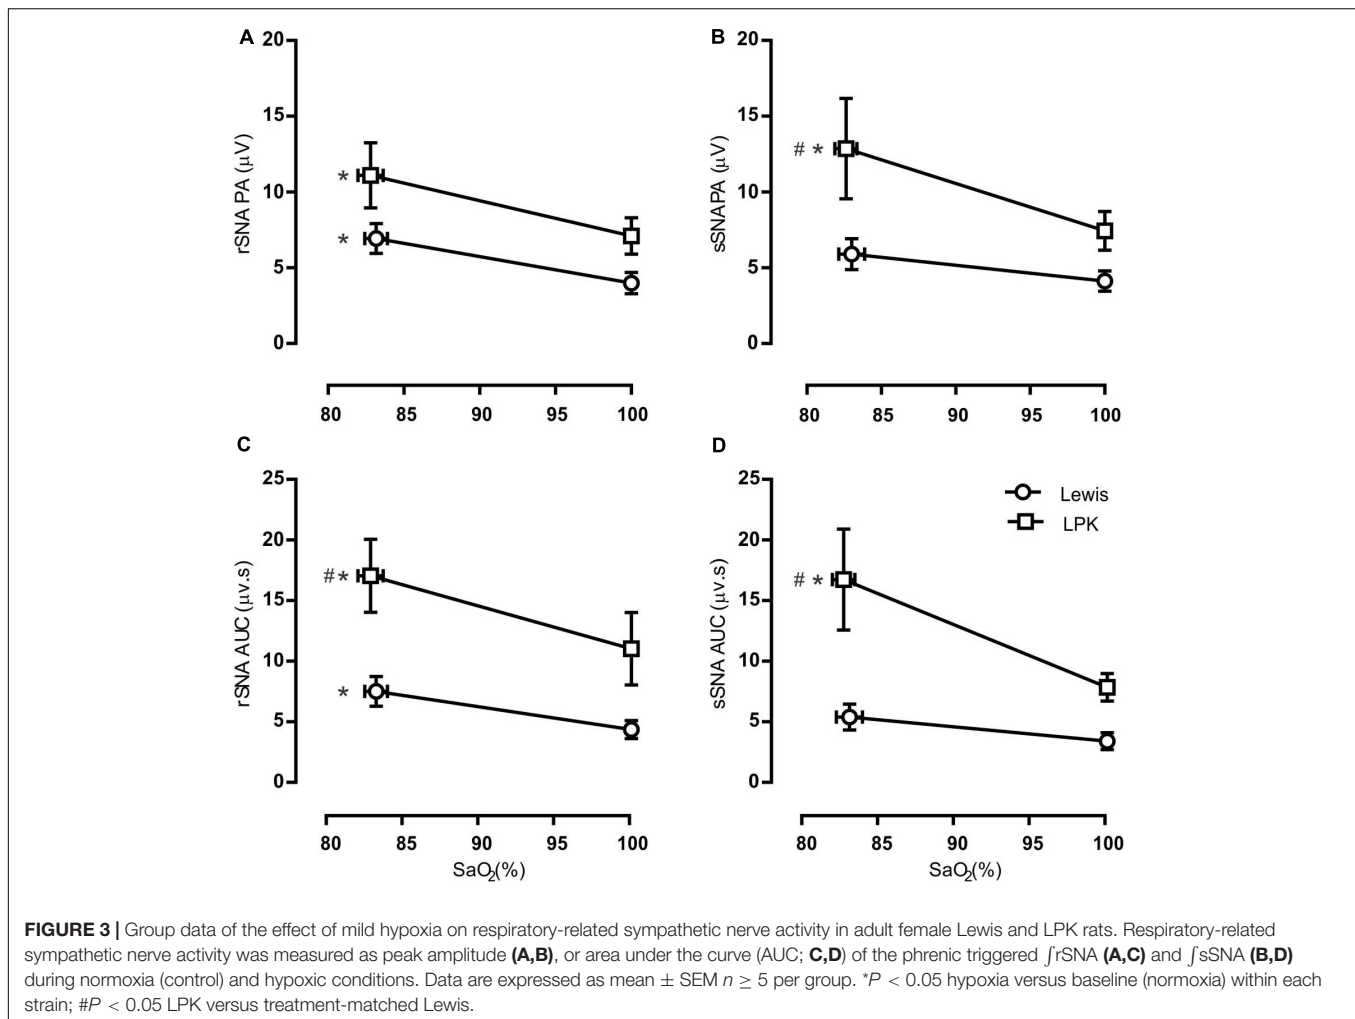 A
20
15
10
5
0
rSNA PA (μV)
*
*
80 85 90 95 100
B
20
15
10
5
0
sSNAPA (μV)
# *
80 85 90 95 100
C
25
20
15
10
5
0
rSNA AUC (μv.s)
#*
*
80 85 90 95 100
SaO2(%)
D
25
20
15
10
5
0
sSNA AUC (μv.s)
# *
Lewis
LPK
80 85 90 95 100
SaO2(%)
FIGURE 3 | Group data of the effect of mild hypoxia on respiratory-related sympathetic nerve activity in adult female Lewis and LPK rats. Respiratory-related
sympathetic nerve activity was measured as peak amplitude (A,B), or area under the curve (AUC; C,D) of the phrenic triggered ∫rSNA (A,C) and ∫sSNA (B,D)
during normoxia (control) and hypoxic conditions. Data are expressed as mean ± SEM n ≥ 5 per group. *P < 0.05 hypoxia versus baseline (normoxia) within each
strain; #P < 0.05 LPK versus treatment-matched Lewis.